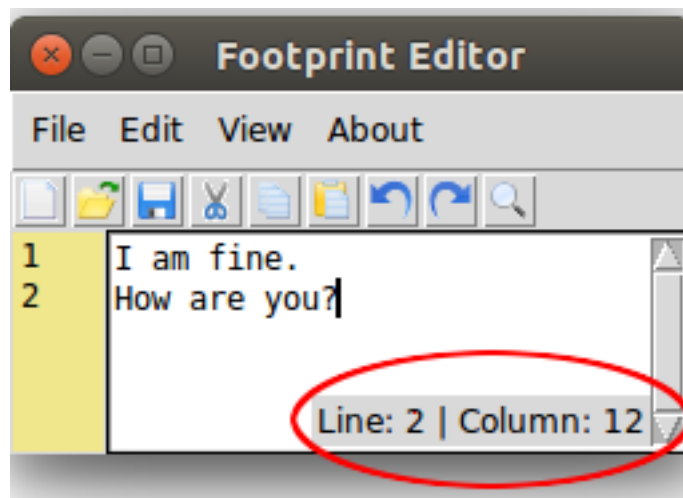 Footprint Editor
File Edit View About
1 I am fine.
2 How are you?
Line: 2 | Column: 12